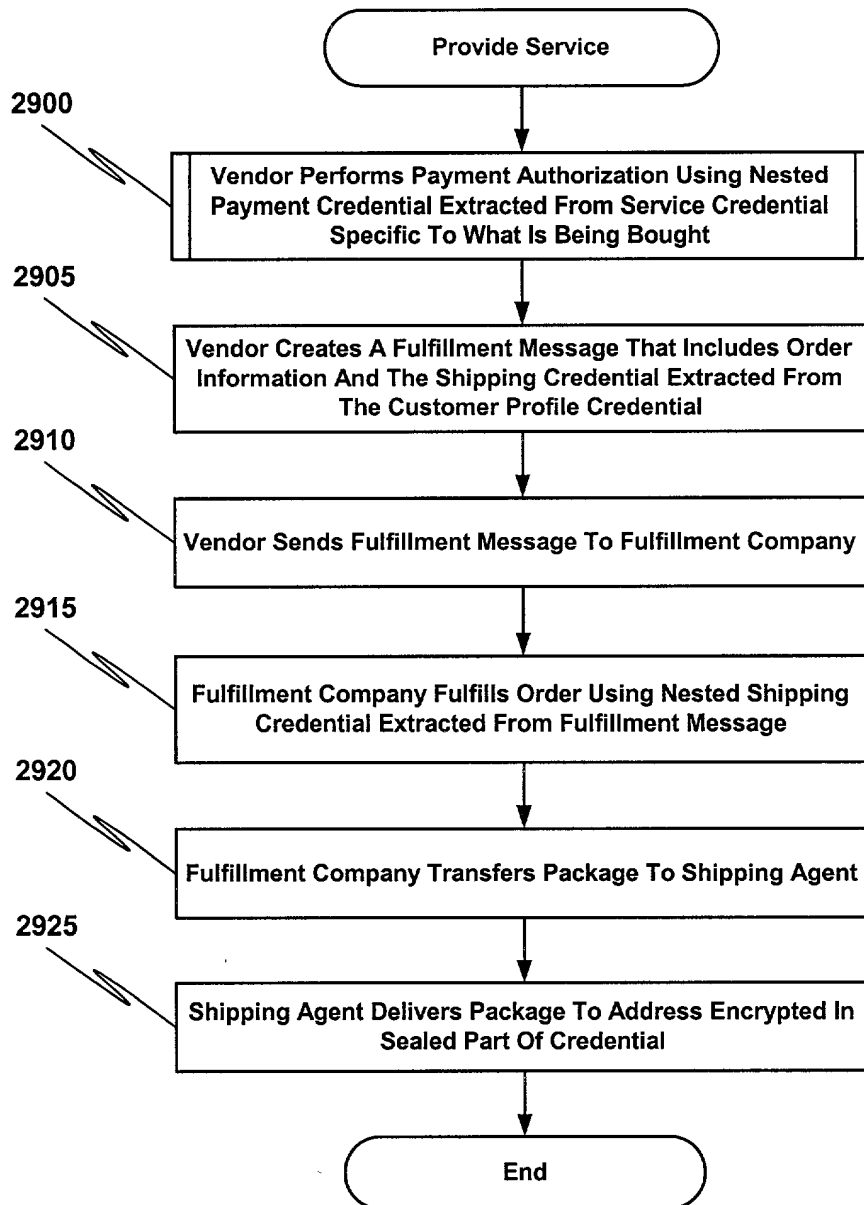 Provide Service
2900
Vendor Performs Payment Authorization Using Nested
Payment Credential Extracted From Service Credential
Specific To What Is Being Bought
2905
Vendor Creates A Fulfillment Message That Includes Order
Information And The Shipping Credential Extracted From
The Customer Profile Credential
2910
Vendor Sends Fulfillment Message To Fulfillment Company
2915
Fulfillment Company Fulfills Order Using Nested Shipping
Credential Extracted From Fulfillment Message
2920
Fulfillment Company Transfers Package To Shipping Agent
2925
Shipping Agent Delivers Package To Address Encrypted In
Sealed Part Of Credential
End